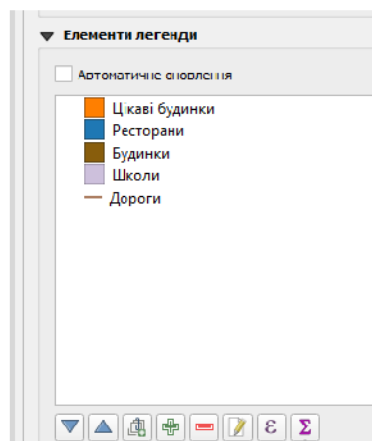 Елементи легенди
Автоматичне оновлення
Цікаві будинки
Ресторани
Будинки
Школи
Дороги
ε Σ